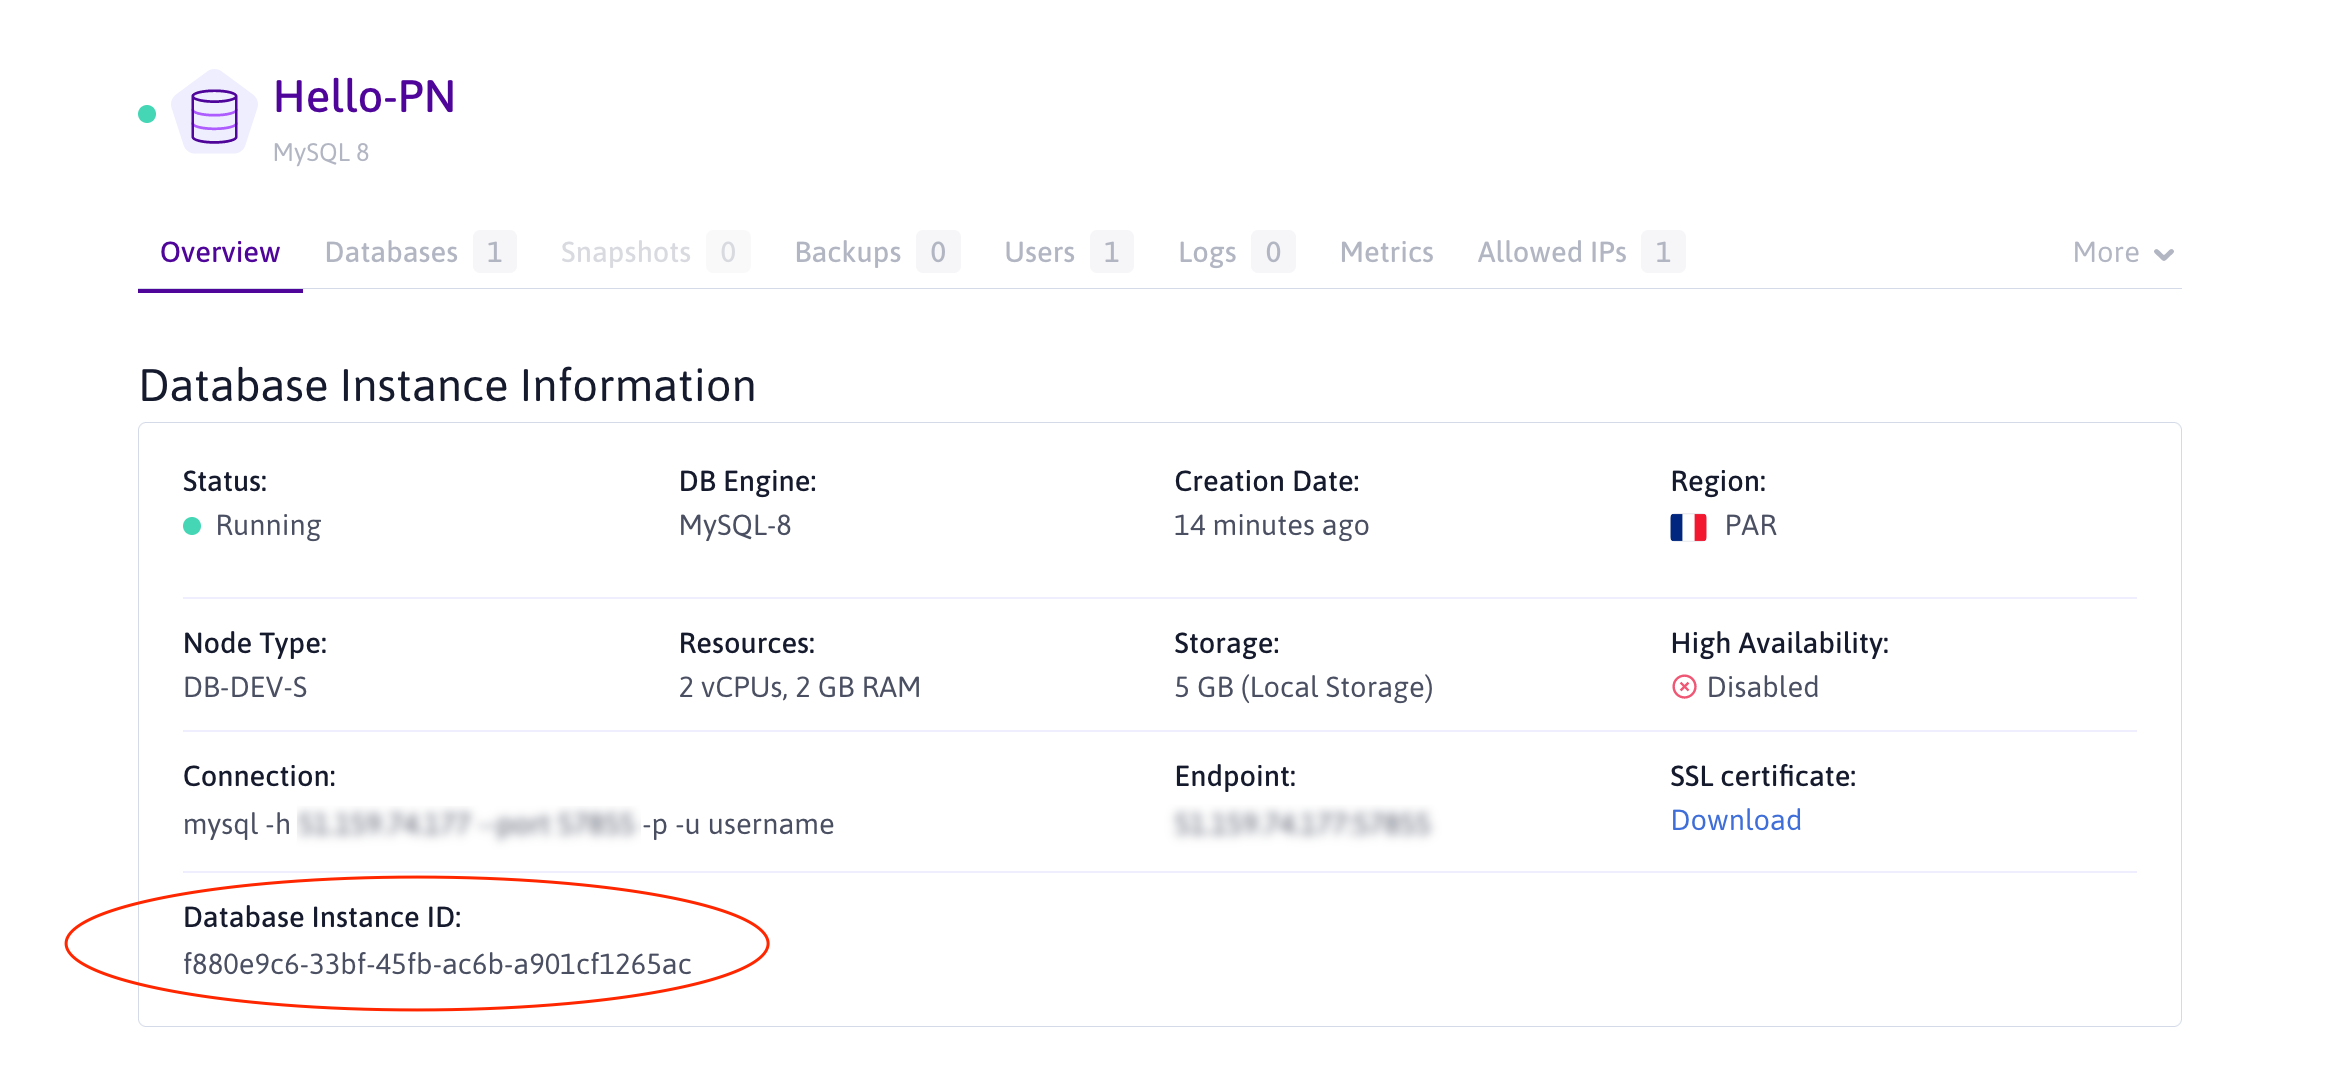 Hello-PN
MySQL 8
Overview Databases 1 Snapshots 0 Backups 0 Users 1 Logs 0 Metrics Allowed IPs 1 More
Database Instance Information
Status: DB Engine: Creation Date: Region:
Running MySQL-8 14 minutes ago PAR
Node Type: Resources: Storage: High Availability:
DB-DEV-S 2 vCPUs, 2 GB RAM 5 GB (Local Storage) Disabled
Connection: Endpoint: SSL certificate:
mysql -h -p -u username Download
Database Instance ID:
f880e9c6-33bf-45fb-ac6b-a901cf1265ac